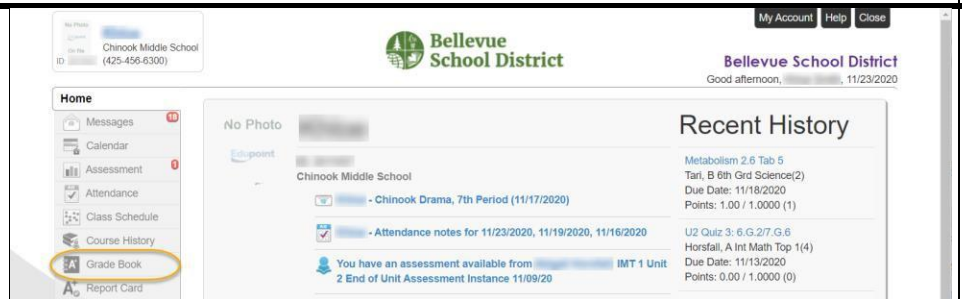 My Account Help Close
No Photo
On File
Chinook Middle School
ID
(425-456-6300)
Bellevue
School District
Bellevue School District
Good afternoon, , 11/23/2020
Home
Messages 18
Calendar
Assessment
Attendance
Class Schedule
Course History
Grade Book
Report Card
No Photo
Edupoint
Chinook Middle School
- Chinook Drama, 7th Period (11/17/2020)
- Attendance notes for 11/23/2020, 11/19/2020, 11/16/2020
You have an assessment available from IMT 1 Unit
2 End of Unit Assessment Instance 11/09/20
Recent History
Metabolism 2.6 Tab 5
Tari, B 6th Grd Science(2)
Due Date: 11/18/2020
Points: 1.00 / 1.0000 (1)
U2 Quiz 3: 6.G.2/7.G.6
Horsfall, A Int Math Top 1(4)
Due Date: 11/13/2020
Points: 0.00 / 1.0000 (0)